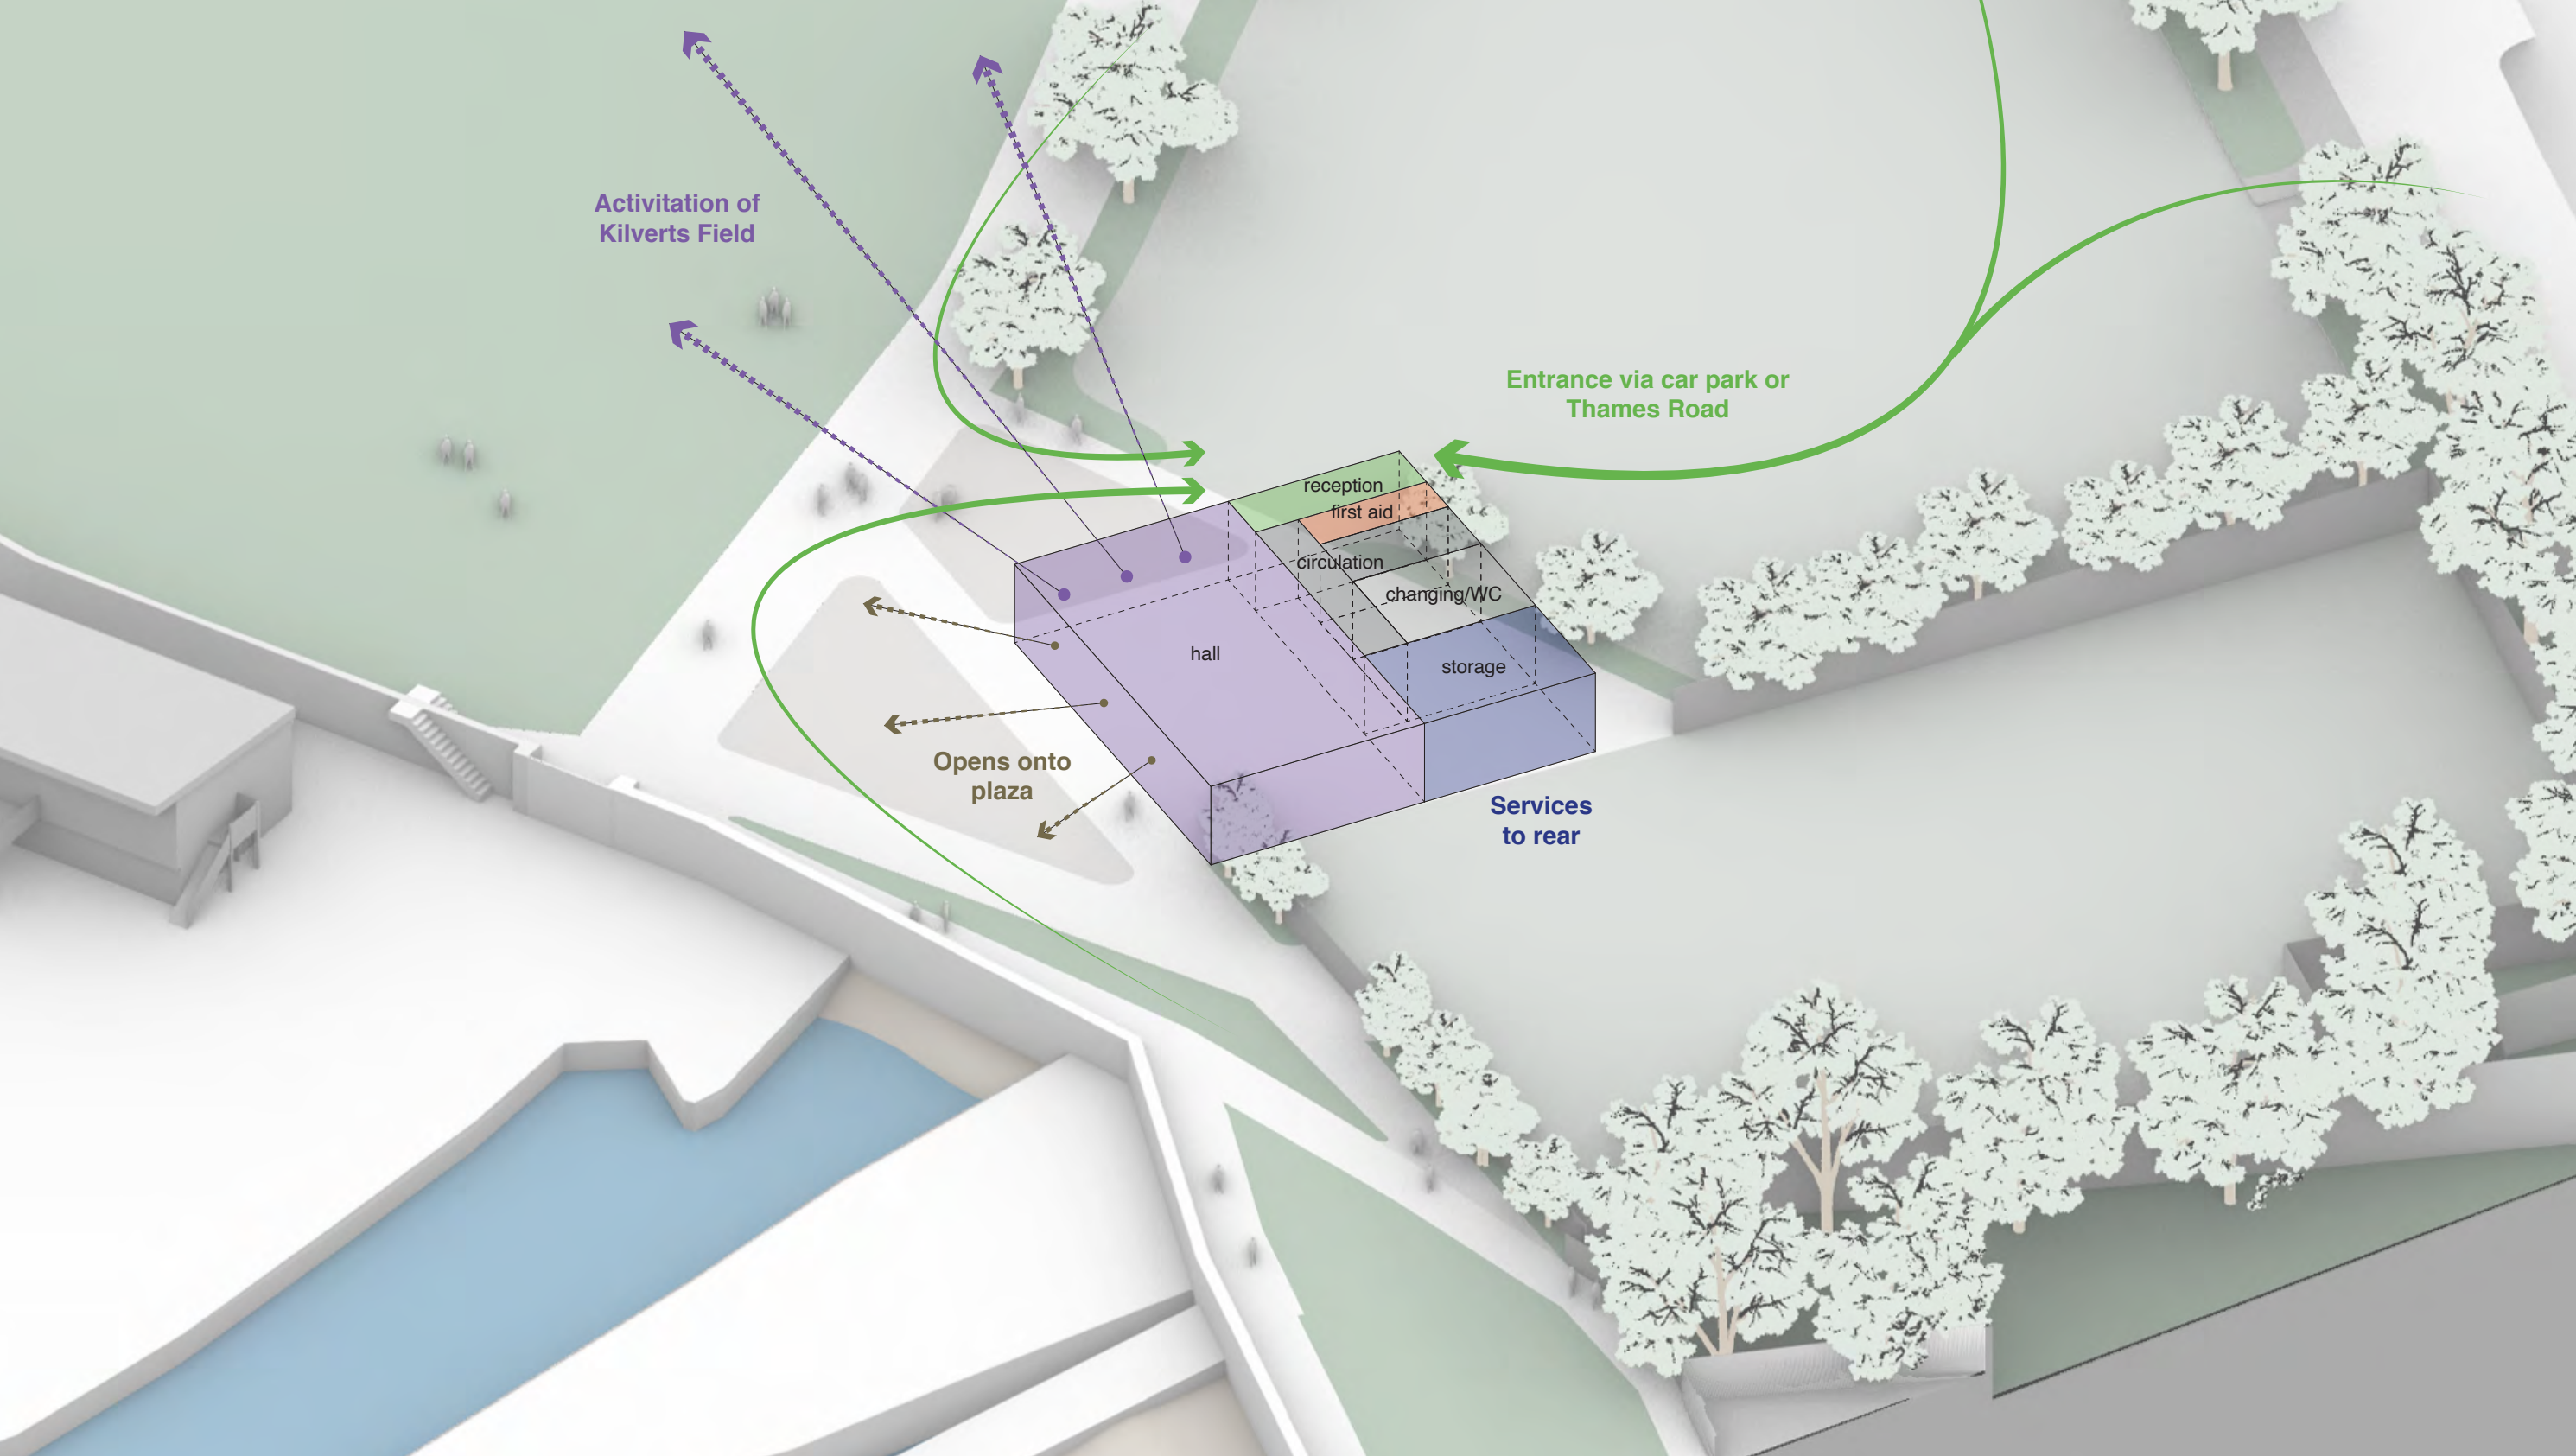 Activitation of
Kilverts Field
Entrance via car park or
Thames Road
reception
first aid
circulation
changing/WC
hall
storage
Opens onto
plaza
Services
to rear